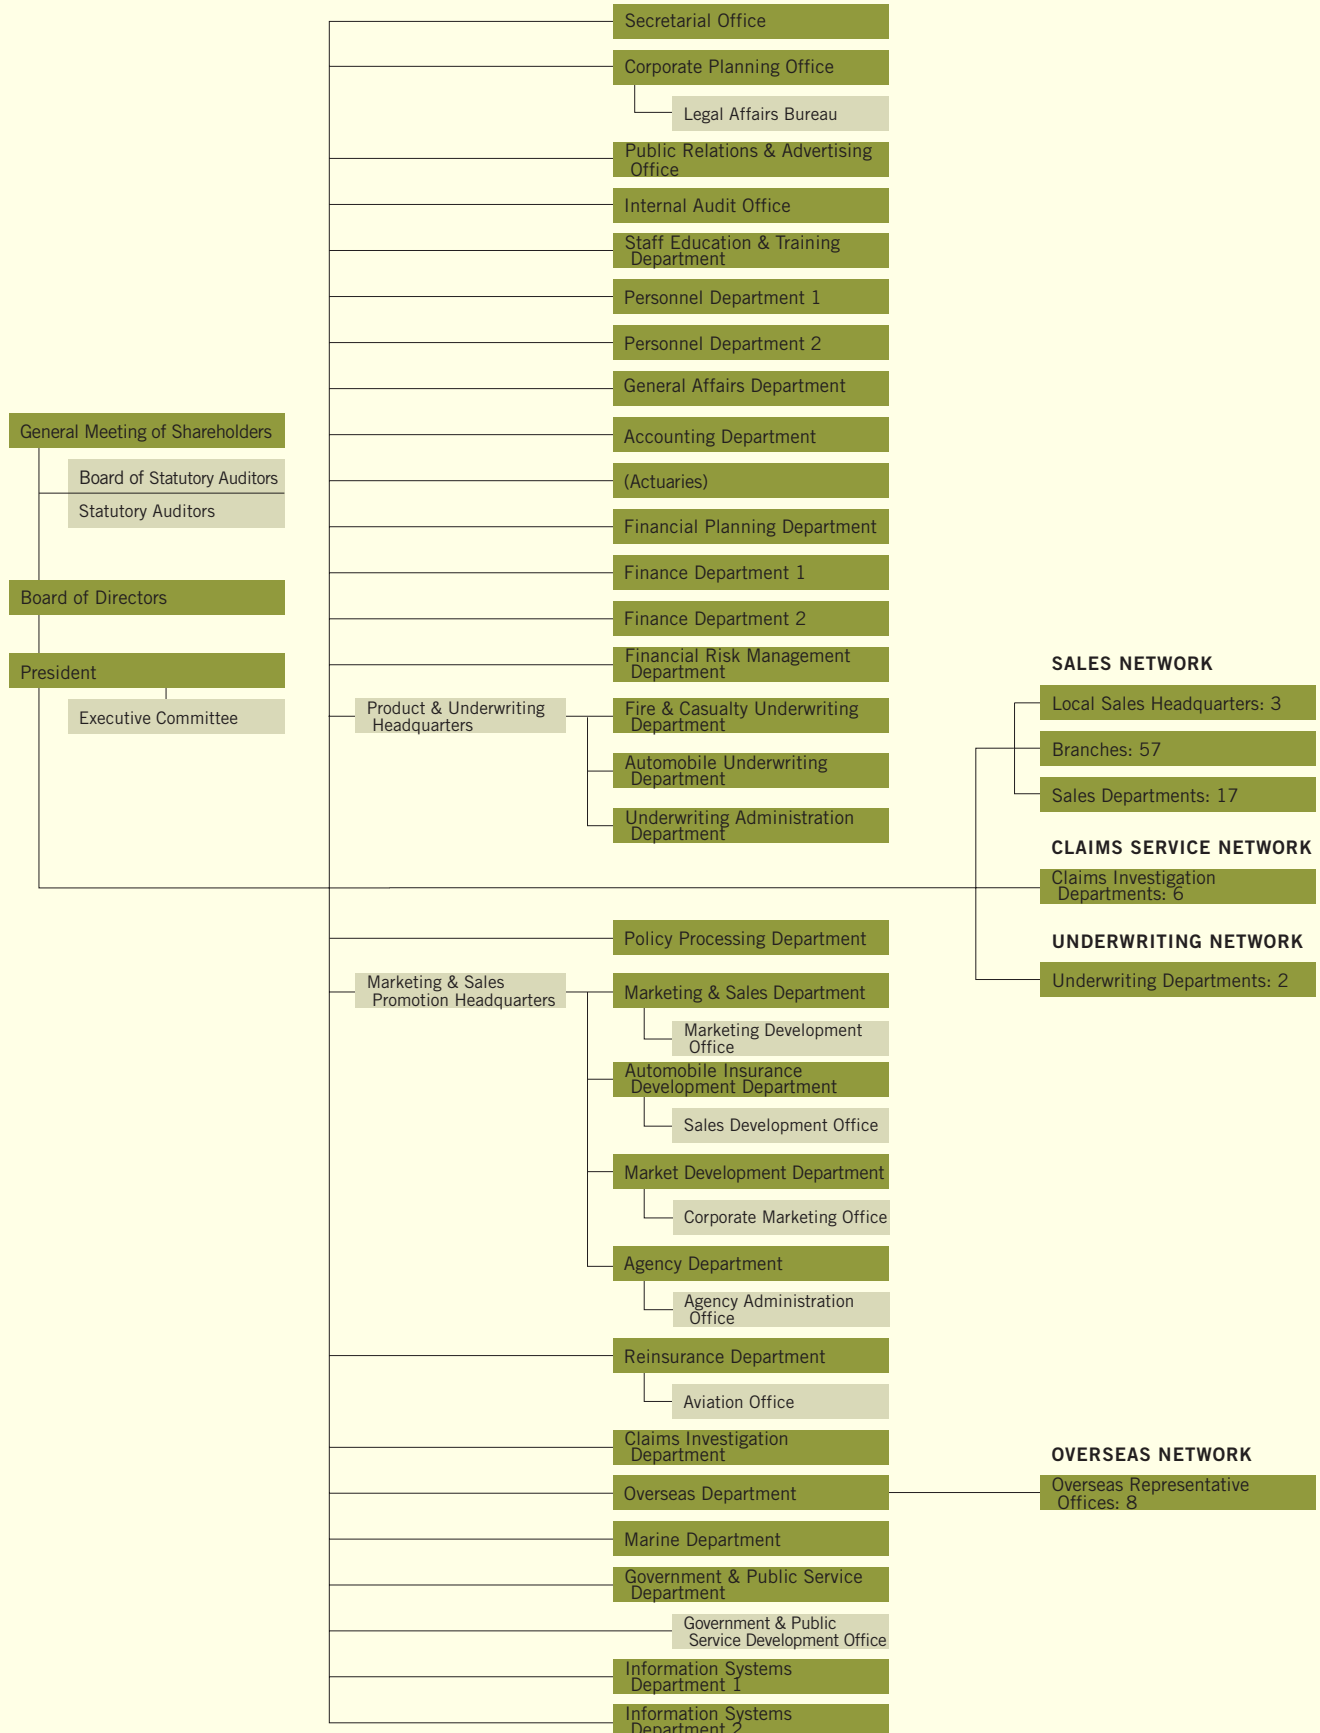 General Meeting of Shareholders
Board of Statutory Auditors
Statutory Auditors
Board of Directors
President
Executive Committee
Secretarial Office
Corporate Planning Office
Legal Affairs Bureau
Public Relations & Advertising
Office
Internal Audit Office
Staff Education & Training
Department
Personnel Department 1
Personnel Department 2
General Affairs Department
Accounting Department
(Actuaries)
Financial Planning Department
Finance Department 1
Finance Department 2
Financial Risk Management
Department
Product & Underwriting
Headquarters
Fire & Casualty Underwriting
Department
Automobile Underwriting
Department
Underwriting Administration
Department
Policy Processing Department
Marketing & Sales
Promotion Headquarters
Marketing & Sales Department
Marketing Development
Office
Automobile Insurance
Development Department
Sales Development Office
Market Development Department
Corporate Marketing Office
Agency Department
Agency Administration
Office
Reinsurance Department
Aviation Office
Claims Investigation
Department
Overseas Department
Marine Department
Government & Public Service
Department
Government & Public
Service Development Office
Information Systems
Department 1
Information Systems
Department 2
SALES NETWORK
Local Sales Headquarters: 3
Branches: 57
Sales Departments: 17
CLAIMS SERVICE NETWORK
Claims Investigation
Departments: 6
UNDERWRITING NETWORK
Underwriting Departments: 2
OVERSEAS NETWORK
Overseas Representative
Offices: 8